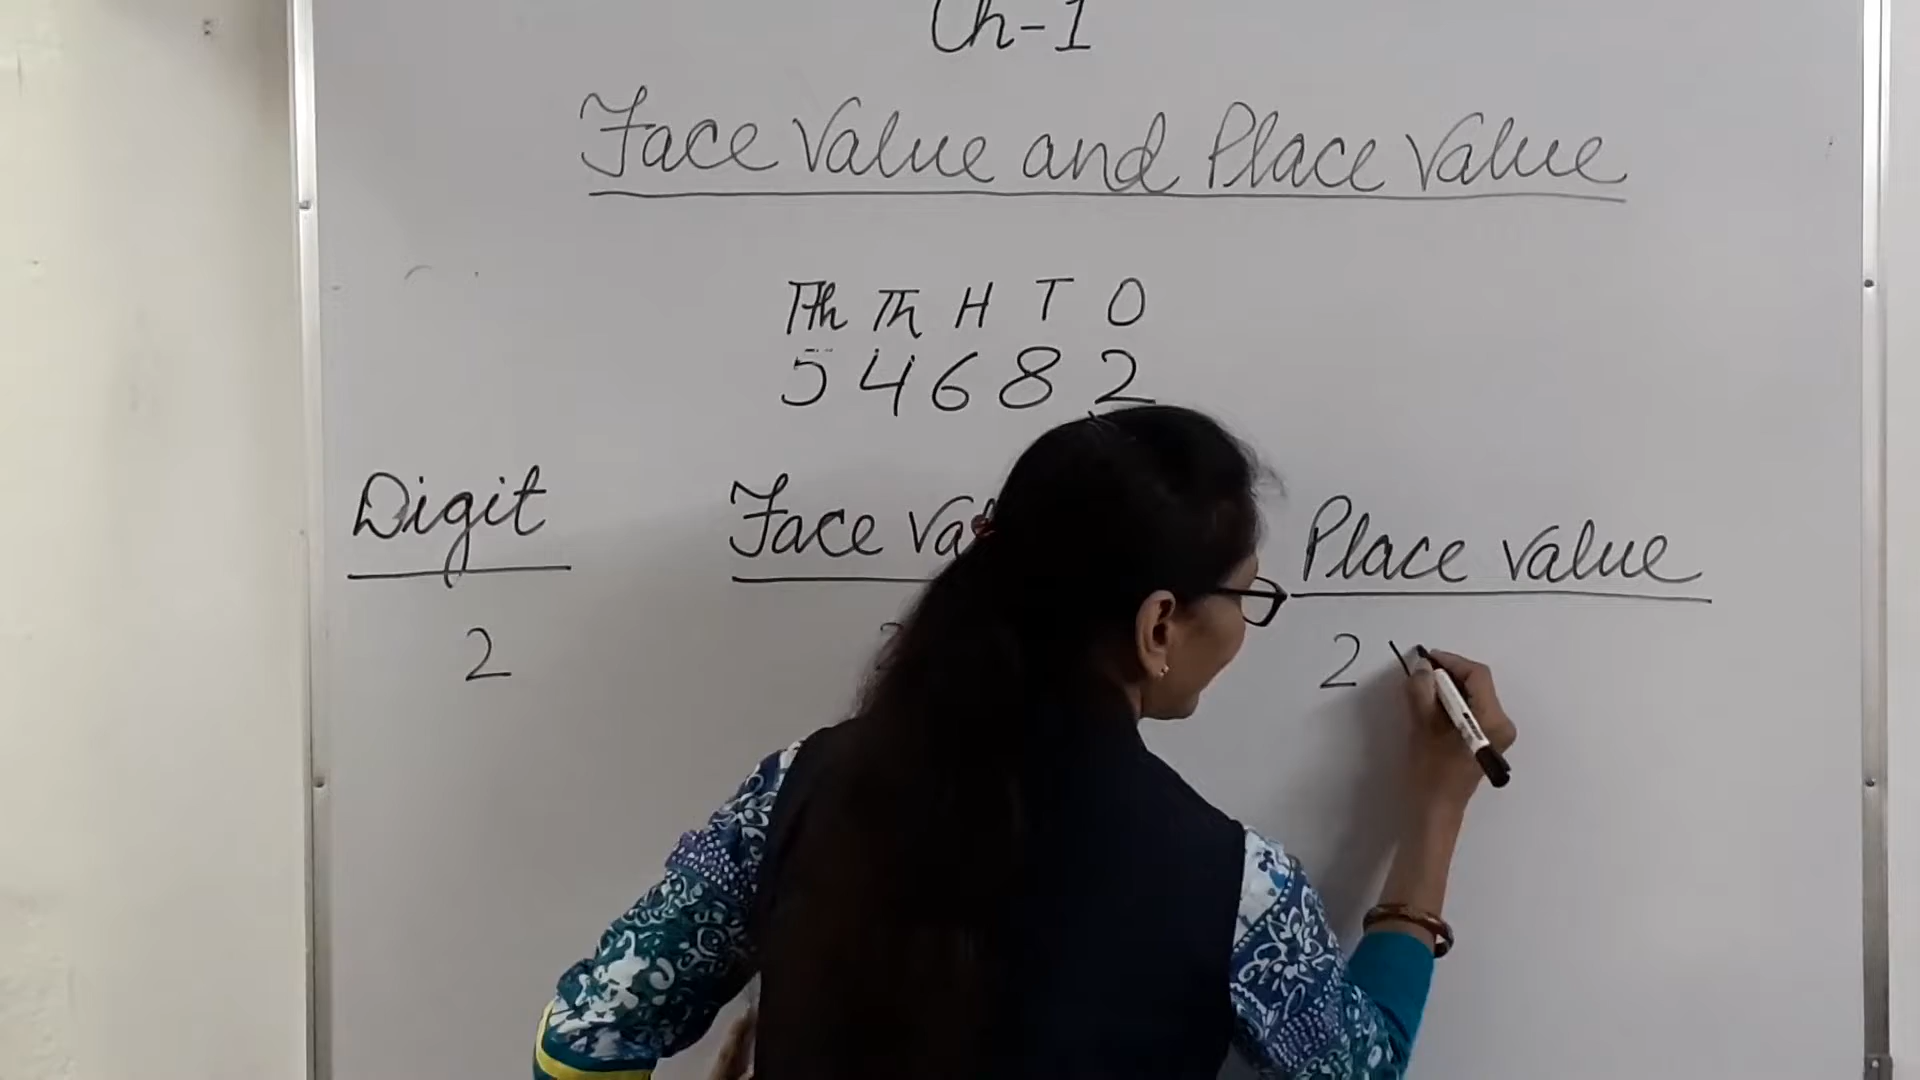 Ch-1
Face Value and Place Value
TTh Th H T O
5 4 6 8 2
Digit Face Place value
2 2